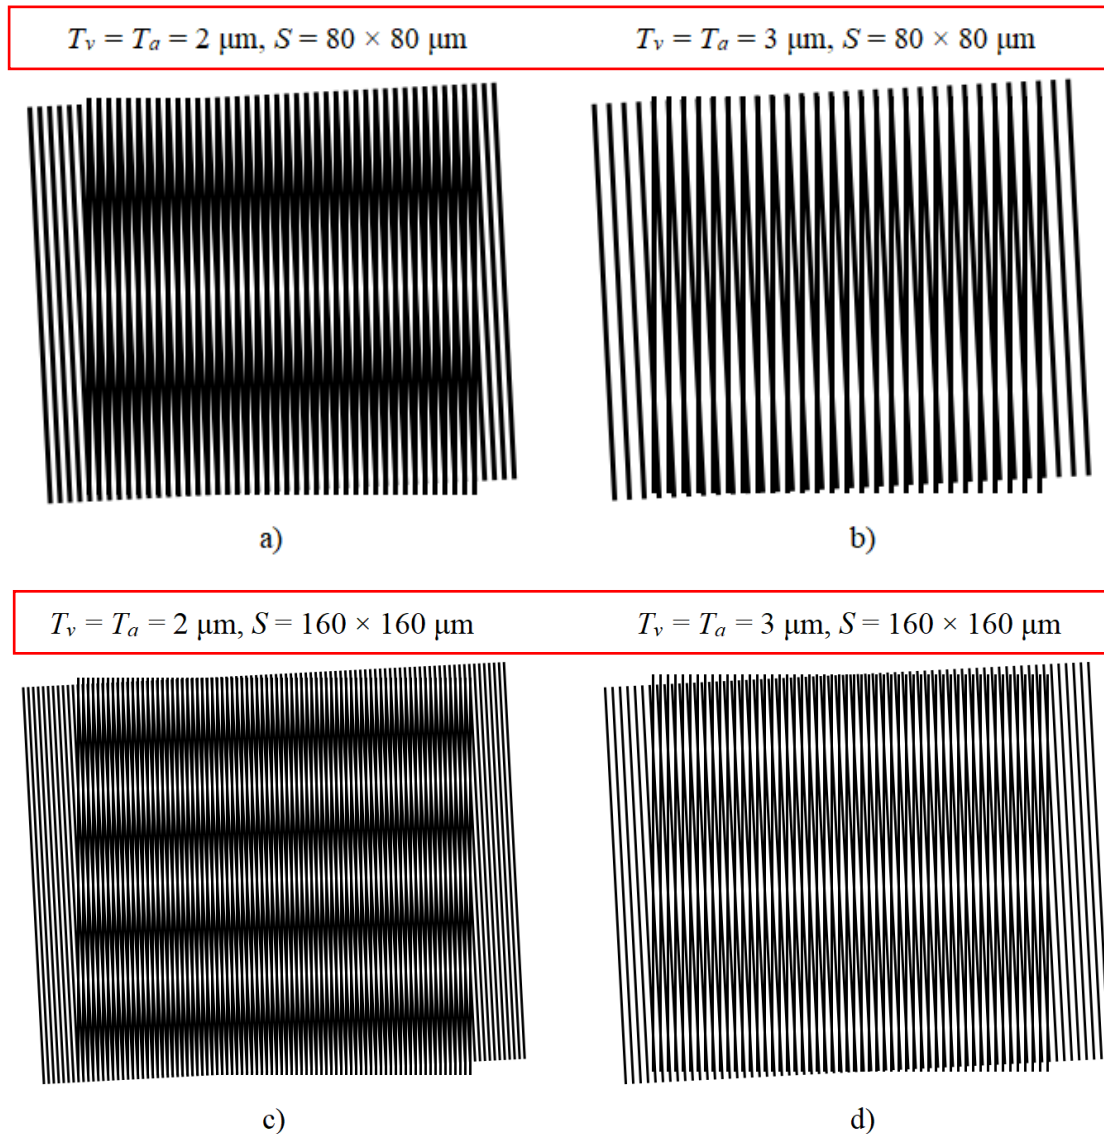 Tv = Ta = 2 μm, S = 80 × 80 μm
Tv = Ta = 3 μm, S = 80 × 80 μm
a)
b)
Tv = Ta = 2 μm, S = 160 × 160 μm
Tv = Ta = 3 μm, S = 160 × 160 μm
c)
d)